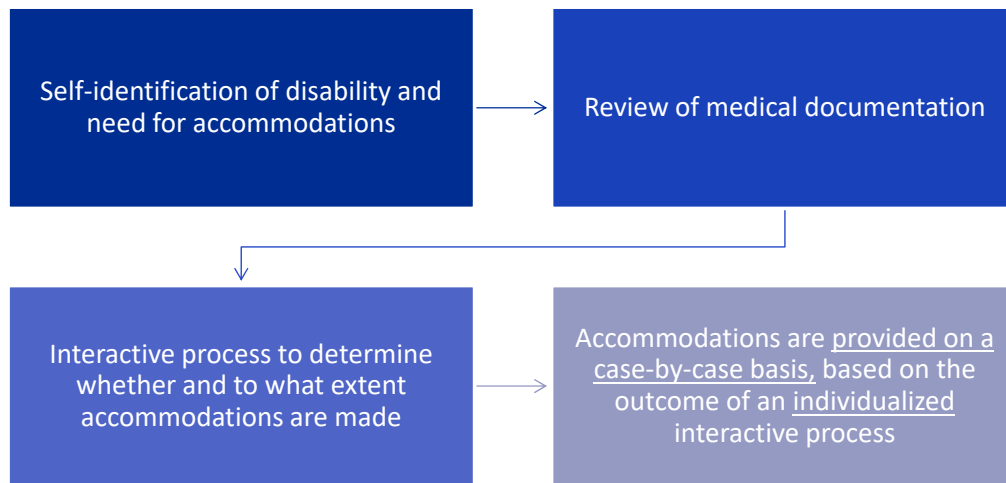 Self-identification of disability and
need for accommodations
Review of medical documentation
Interactive process to determine
whether and to what extent
accommodations are made
Accommodations are provided on a
case-by-case basis, based on the
outcome of an individualized
interactive process